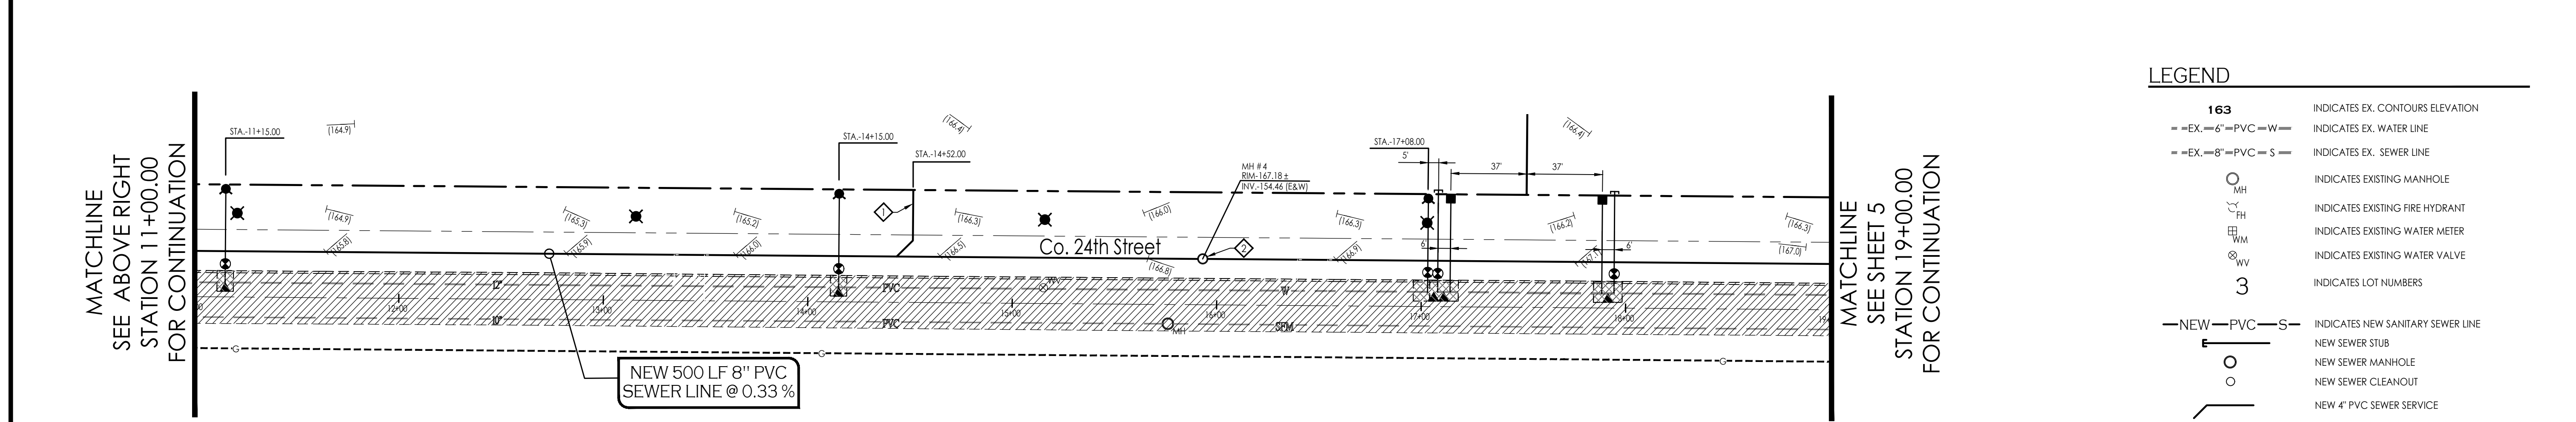 MATCHLINE
SEE ABOVE RIGHT
STATION 11+00.00
FOR CONTINUATION
STA.-11+15.00
(164.9)
STA.-14+15.00
(166.4)
STA.-14+52.00
MH # 4
RIM-167.18 ±
INV.-154.46 (E&W)
STA.-17+08.00
5'
37'
37'
(166.4)
(164.9)
(165.3)
(165.2)
1
(166.3)
(166.0)
(166.3)
(166.2)
(166.3)
(165.8)
(165.9)
(166.0)
(166.5)
Co. 24th Street
2
(166.8)
(166.9)
6'
6'
(167.0)
12"
PVC
WV
W
12+00
13+00
14+00
15+00
16+00
17+00
18+00
10"
PVC
MH
SFM
G
G
G
NEW 500 LF 8" PVC
SEWER LINE @ 0.33 %
MATCHLINE
SEE SHEET 5
STATION 19+00.00
FOR CONTINUATION
LEGEND
163 INDICATES EX. CONTOURS ELEVATION
EX. 6" PVC W INDICATES EX. WATER LINE
EX. 8" PVC S INDICATES EX. SEWER LINE
MH INDICATES EXISTING MANHOLE
FH INDICATES EXISTING FIRE HYDRANT
WM INDICATES EXISTING WATER METER
WV INDICATES EXISTING WATER VALVE
3 INDICATES LOT NUMBERS
NEW PVC S INDICATES NEW SANITARY SEWER LINE
NEW SEWER STUB
NEW SEWER MANHOLE
NEW SEWER CLEANOUT
NEW 4" PVC SEWER SERVICE